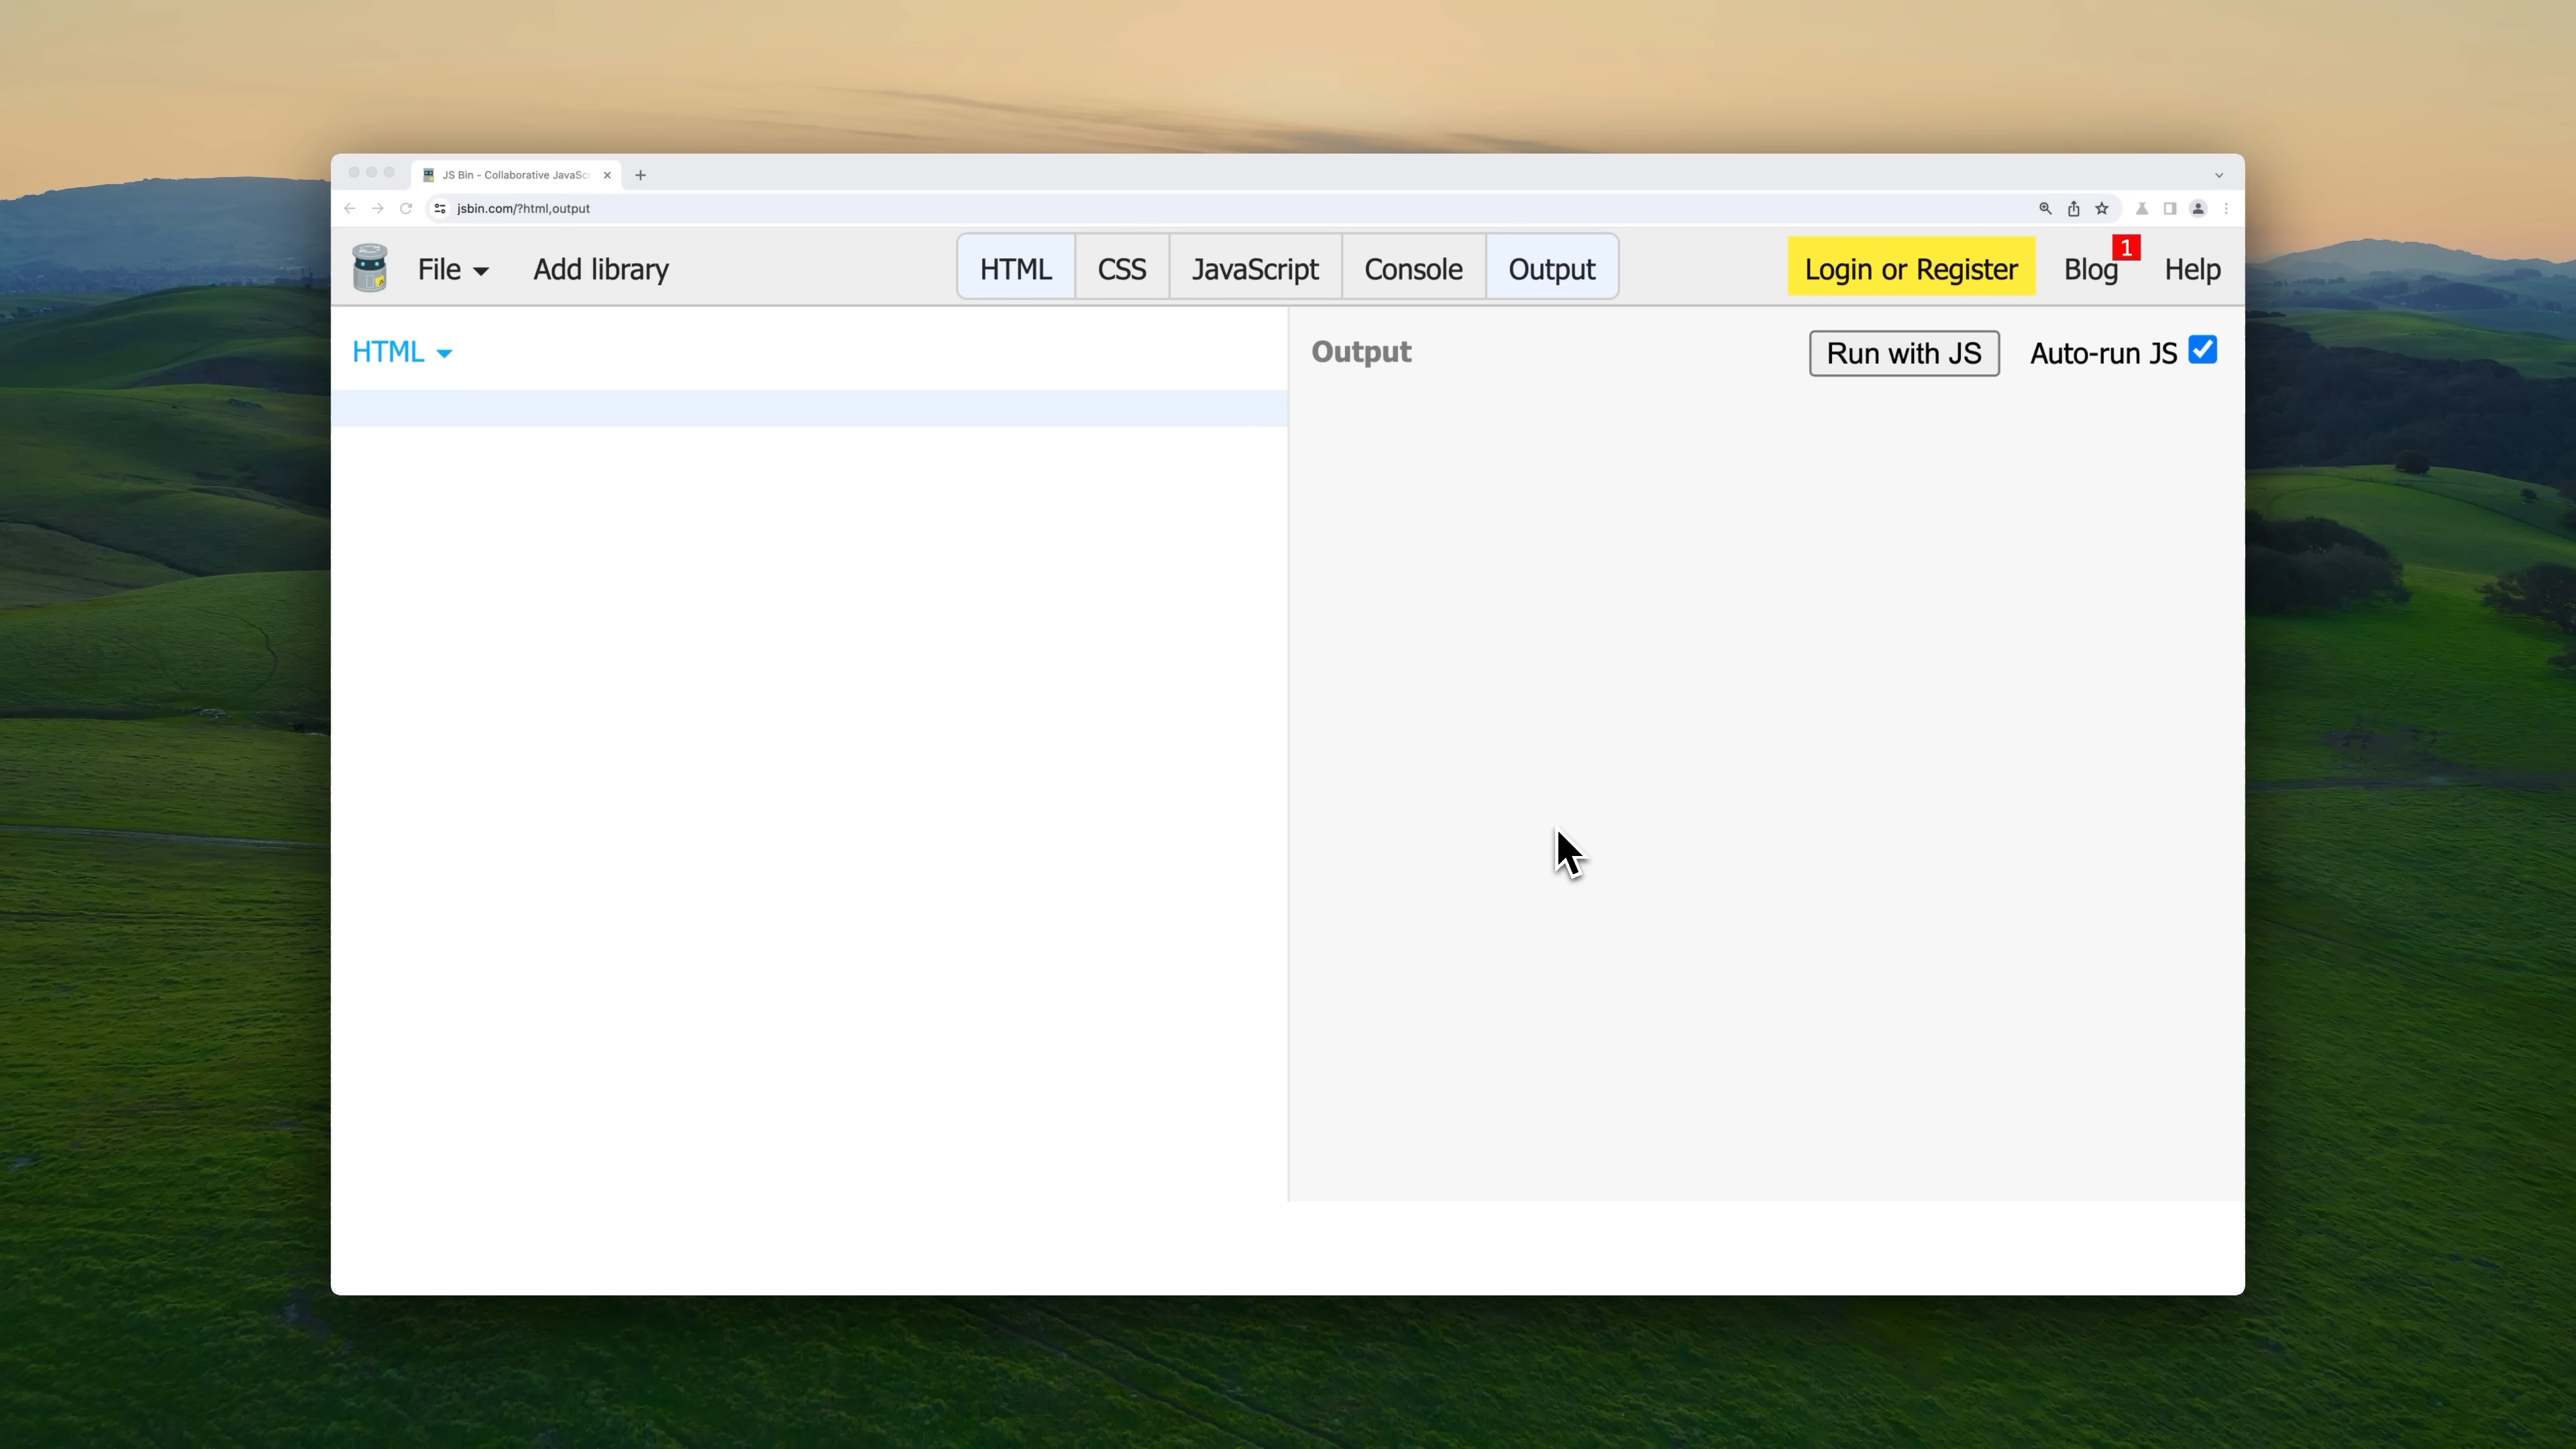 JS Bin - Collaborative JavaSc
jsbin.com/?html,output
File Add library HTML CSS JavaScript Console Output Login or Register Blog 1 Help
HTML
Output Run with JS Auto-run JS